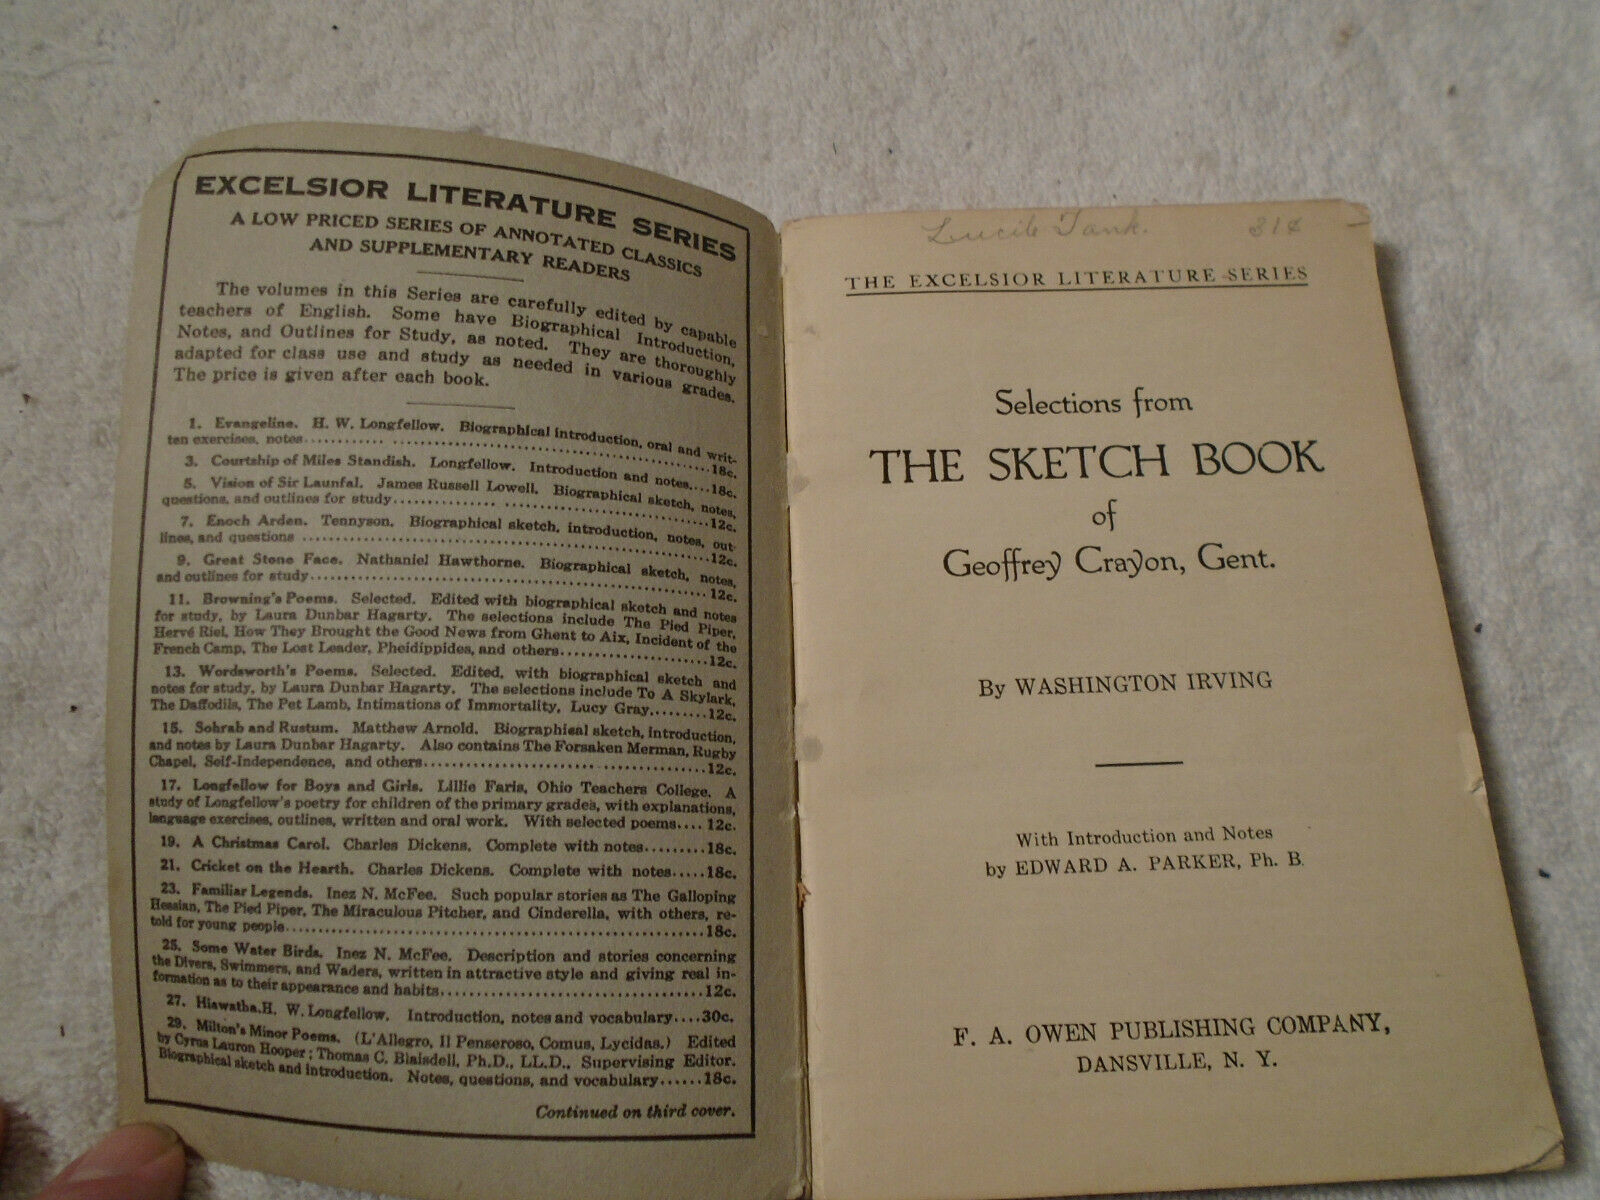 EXCELSIOR LITERATURE SERIES
A LOW PRICED SERIES OF ANNOTATED CLASSICS
AND SUPPLEMENTARY READERS
The volumes in this Series are carefully edited by capable
teachers of English. Some have Biographical Introduction,
Notes, and Outlines for Study, as noted. They are thoroughly
adapted for class use and study as needed in various grades.
The price is given after each book.
1. Evangeline. H. W. Longfellow. Biographical introduction, oral and writ-
ten exercises, notes..........18c.
3. Courtship of Miles Standish. Longfellow. Introduction and notes....18c.
5. Vision of Sir Launfal. James Russell Lowell. Biographical sketch, notes,
questions, and outlines for study..........12c.
7. Enoch Arden. Tennyson. Biographical sketch, introduction, notes, out-
lines, and questions ..........12c.
9. Great Stone Face. Nathaniel Hawthorne. Biographical sketch, notes,
and outlines for study..........12c.
11. Browning's Poems. Selected. Edited with biographical sketch and notes
for study, by Laura Dunbar Hagarty. The selections include The Pied Piper,
Hervé Riel, How They Brought the Good News from Ghent to Aix, Incident of the
French Camp, The Lost Leader, Pheidippides, and others..........12c.
13. Wordsworth's Poems. Selected. Edited, with biographical sketch and
notes for study, by Laura Dunbar Hagarty. The selections include To A Skylark,
The Daffodils, The Pet Lamb, Intimations of Immortality, Lucy Gray.........12c.
15. Sohrab and Rustum. Matthew Arnold. Biographical sketch, introduction,
and notes by Laura Dunbar Hagarty. Also contains The Forsaken Merman, Rugby
Chapel, Self-Independence, and others..........12c.
17. Longfellow for Boys and Girls. Lillie Faris, Ohio Teachers College. A
study of Longfellow's poetry for children of the primary grades, with explanations,
language exercises, outlines, written and oral work. With selected poems.... 12c.
19. A Christmas Carol. Charles Dickens. Complete with notes.........18c.
21. Cricket on the Hearth. Charles Dickens. Complete with notes.....18c.
23. Familiar Legends. Inez N. McFee. Such popular stories as The Galloping
Hessian, The Pied Piper, The Miraculous Pitcher, and Cinderella, with others, re-
told for young people..........18c.
25. Some Water Birds. Inez N. McFee. Description and stories concerning
the Divers, Swimmers, and Waders, written in attractive style and giving real in-
formation as to their appearance and habits..........12c.
27. Hiawatha.H. W. Longfellow. Introduction, notes and vocabulary....30c.
29. Milton's Minor Poems. (L'Allegro, Il Penseroso, Comus, Lycidas.) Edited
by Cyrus Lauron Hooper; Thomas C. Blaisdell, Ph.D., LL.D., Supervising Editor.
Biographical sketch and introduction. Notes, questions, and vocabulary......18c.
Continued on third cover.
Lucile Tank. 31¢
THE EXCELSIOR LITERATURE SERIES
Selections from
THE SKETCH BOOK
of
Geoffrey Crayon, Gent.
By WASHINGTON IRVING
With Introduction and Notes
by EDWARD A. PARKER, Ph. B.
F. A. OWEN PUBLISHING COMPANY,
DANSVILLE, N. Y.